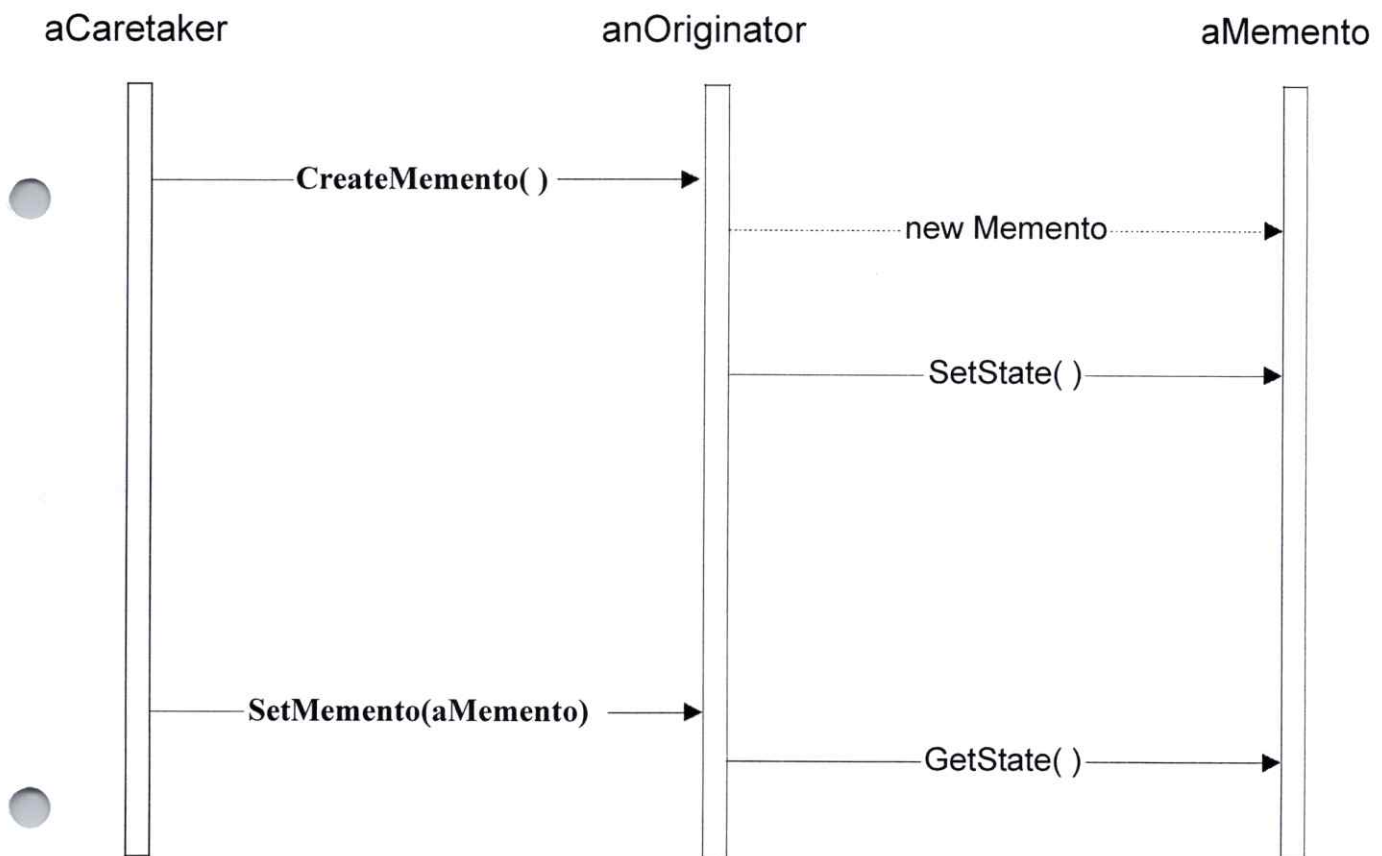 aCaretaker
anOriginator
aMemento
CreateMemento( )
new Memento
SetState( )
SetMemento(aMemento)
GetState( )